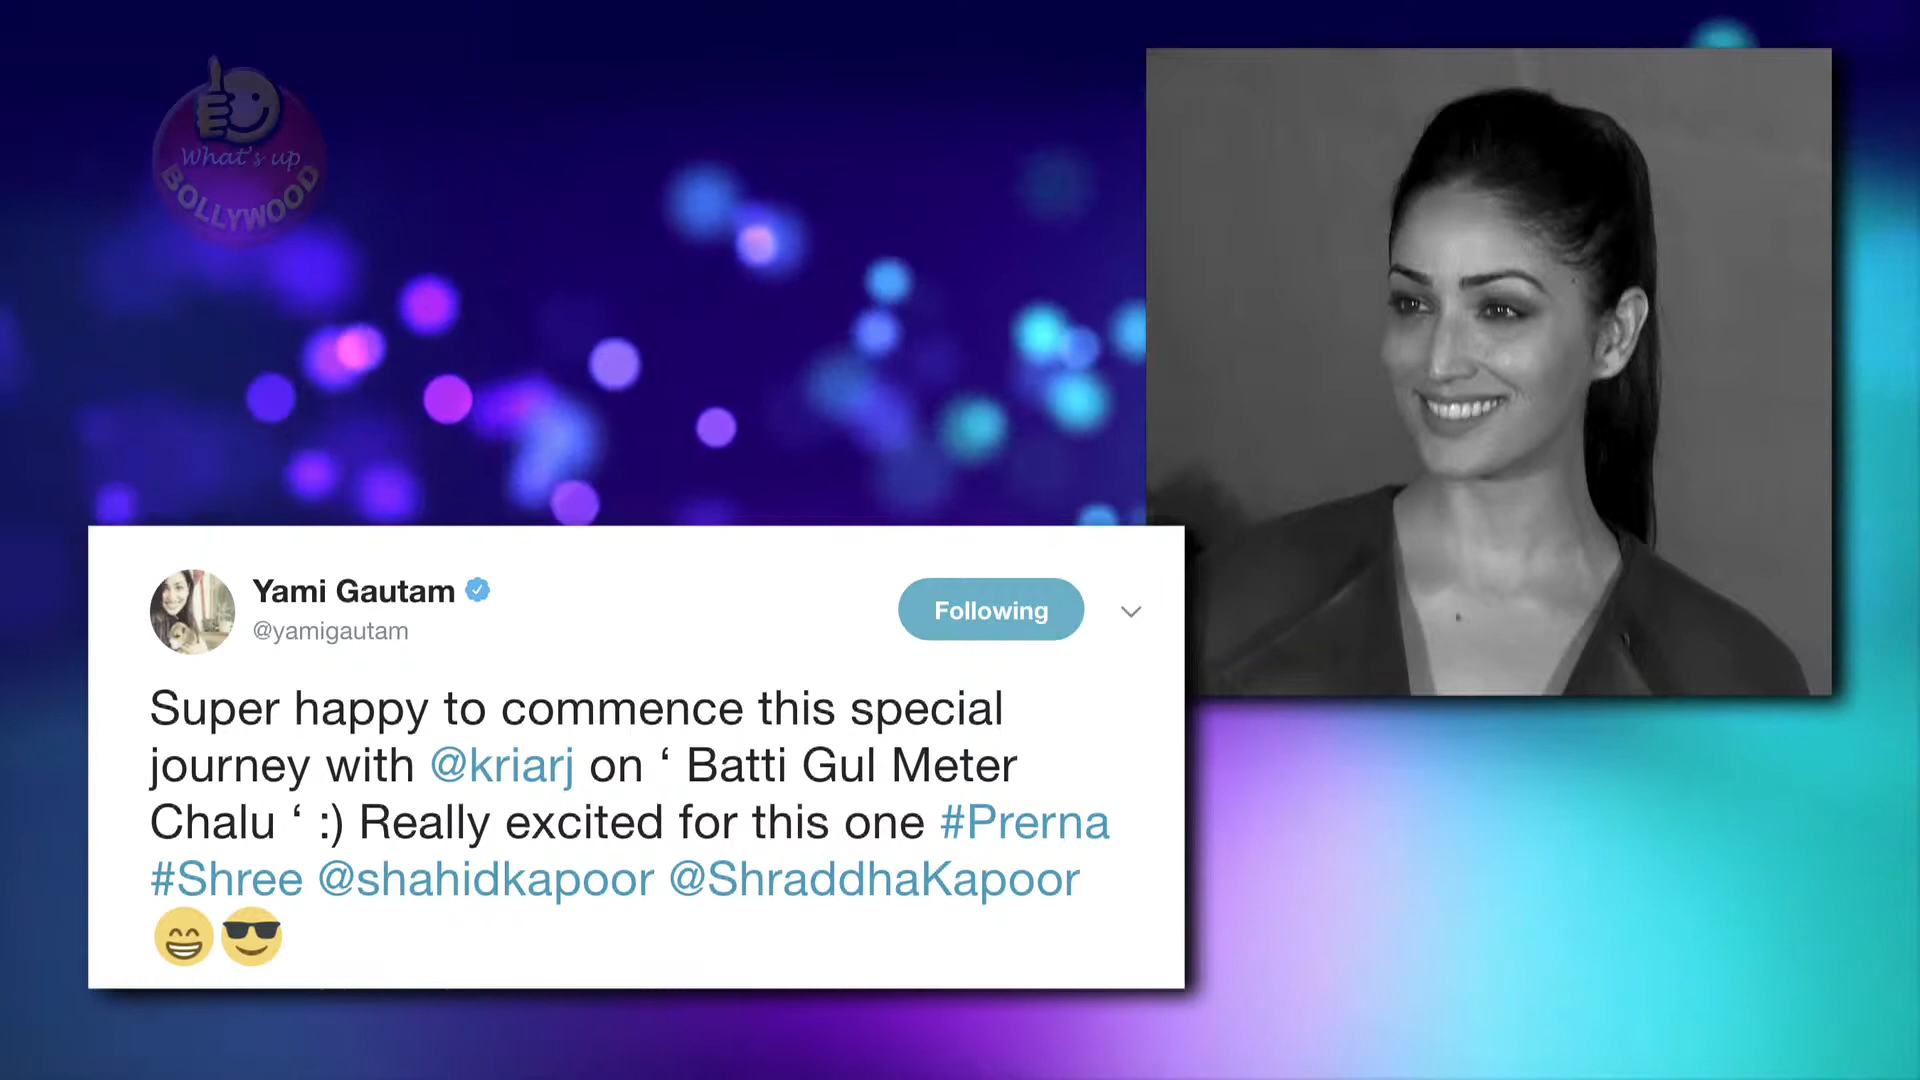 What's up
BOLLYWOOD
Yami Gautam
@yamigautam
Following
Super happy to commence this special
journey with @kriarj on ‘ Batti Gul Meter
Chalu ‘ :) Really excited for this one #Prerna
#Shree @shahidkapoor @ShraddhaKapoor
😁😎